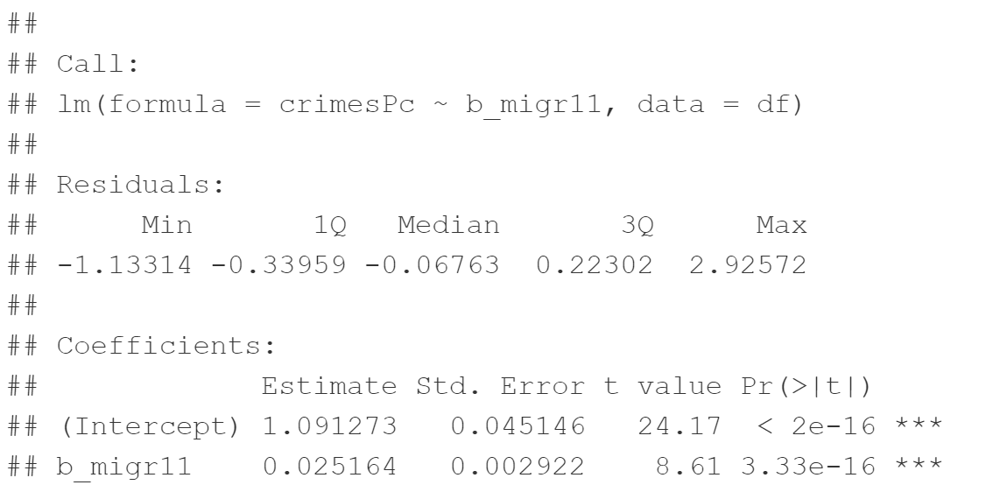 ##
## Call:
## lm(formula = crimesPc ~ b_migr11, data = df)
##
## Residuals:
##      Min       1Q   Median       3Q      Max
## -1.13314 -0.33959 -0.06763  0.22302  2.92572
##
## Coefficients:
##             Estimate Std. Error t value Pr(>|t|)
## (Intercept) 1.091273   0.045146   24.17  < 2e-16 ***
## b_migr11    0.025164   0.002922    8.61 3.33e-16 ***